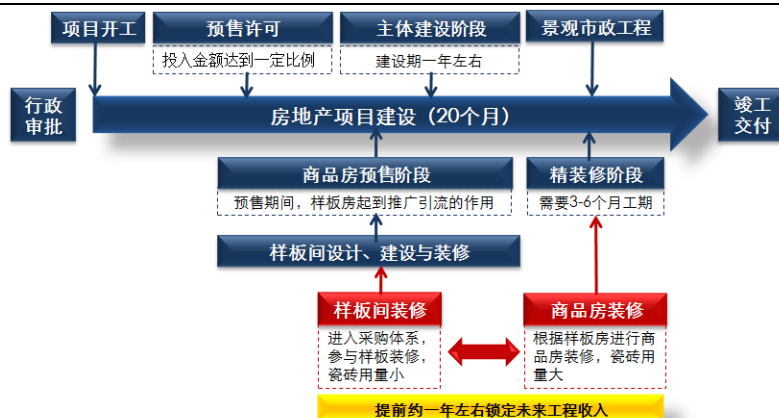 项目开工
预售许可
主体建设阶段
景观市政工程
投入金额达到一定比例
建设期一年左右
行政
审批
房地产项目建设（20个月）
竣工
交付
商品房预售阶段
精装修阶段
预售期间，样板房起到推广引流的作用
需要3-6个月工期
样板间设计、建设与装修
样板间装修
商品房装修
进入采购体系，
参与样板装修，
瓷砖用量小
根据样板房进行商
品房装修，瓷砖用
量大
提前约一年左右锁定未来工程收入